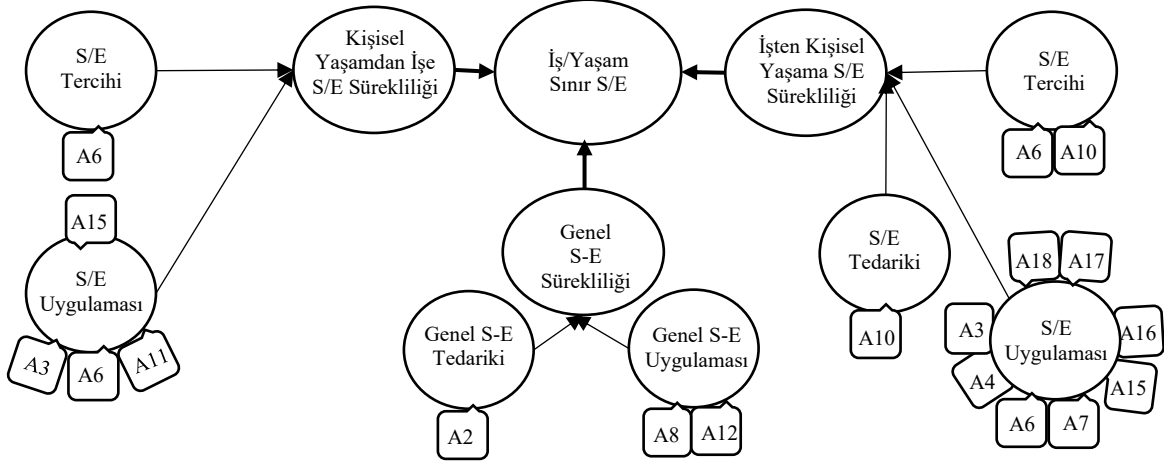 S/E
Tercihi
A6
Kişisel
Yaşamdan İşe
S/E Sürekliliği
İş/Yaşam
Sınır S/E
İşten Kişisel
Yaşama S/E
Sürekliliği
S/E
Tercihi
A6
A10
A15
S/E
Uygulaması
A3
A6
A11
Genel
S-E
Sürekliliği
Genel S-E
Tedariki
A2
Genel S-E
Uygulaması
A8
A12
S/E
Tedariki
A10
A18
A17
A3
S/E
Uygulaması
A16
A4
A15
A6
A7